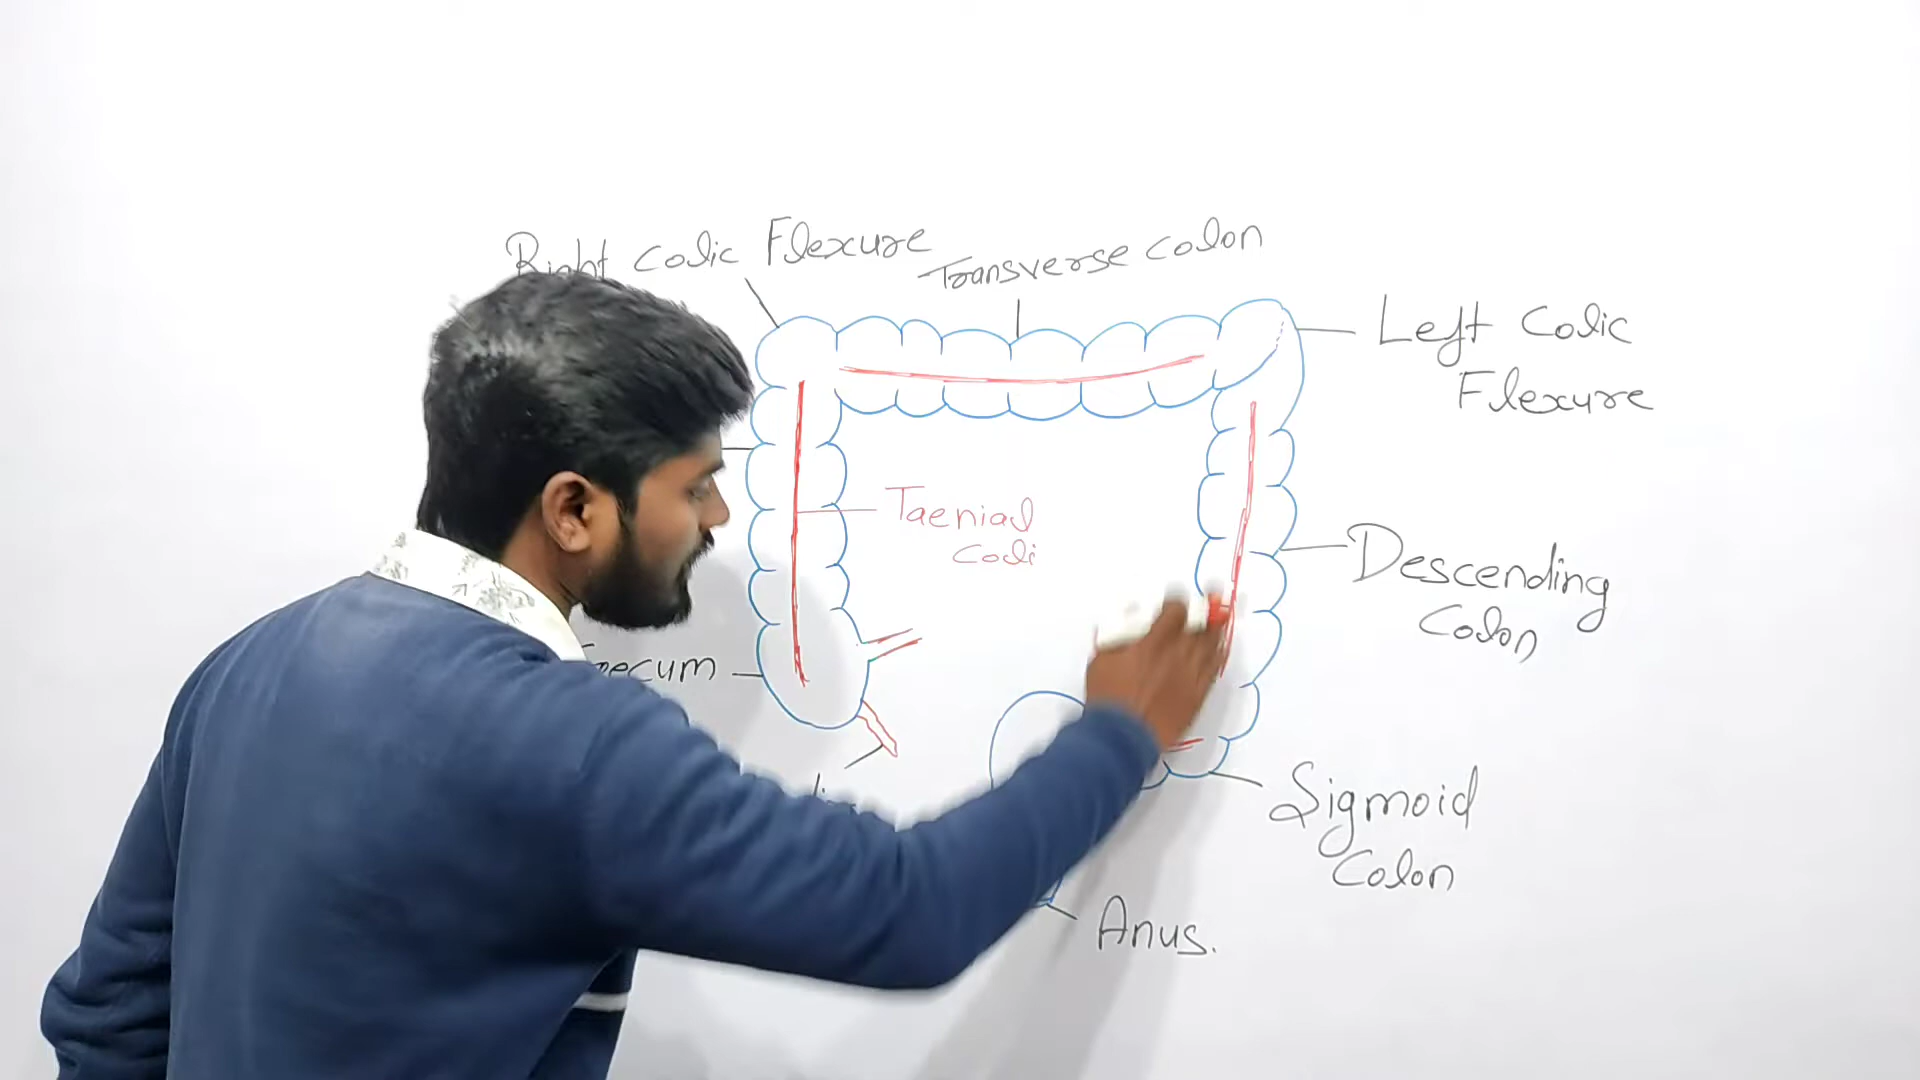 Right Colic Flexure
Transverse colon
Left Colic
Flexure
Taenial
Coli
Descending
Colon
Sigmoid
Colon
Anus.